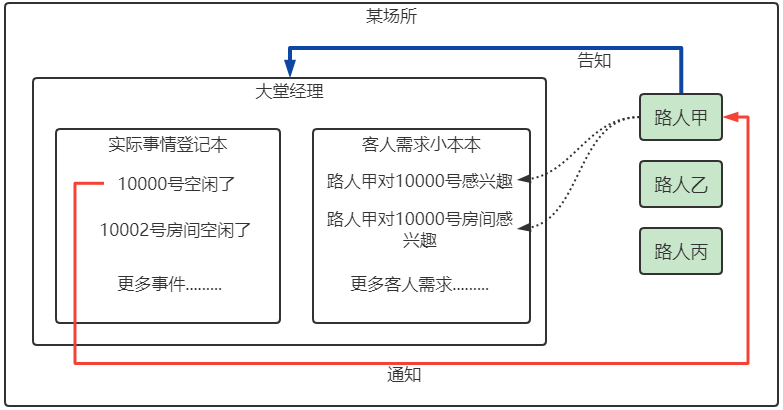 某场所
告知
大堂经理
实际事情登记本
10000号空闲了
10002号房间空闲了
更多事件.........
客人需求小本本
路人甲对10000号感兴趣
路人甲对10000号房间感
兴趣
更多客人需求.........
路人甲
路人乙
路人丙
通知